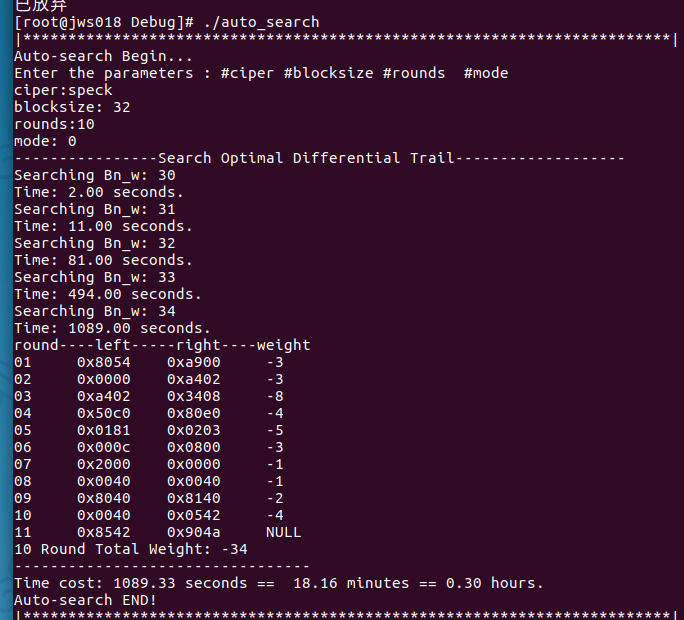 已放弃
[root@jws018 Debug]# ./auto_search
|*************************************************************************|
Auto-search Begin...
Enter the parameters : #ciper #blocksize #rounds  #mode
ciper:speck
blocksize: 32
rounds:10
mode: 0
----------------Search Optimal Differential Trail-------------------
Searching Bn_w: 30
Time: 2.00 seconds.
Searching Bn_w: 31
Time: 11.00 seconds.
Searching Bn_w: 32
Time: 81.00 seconds.
Searching Bn_w: 33
Time: 494.00 seconds.
Searching Bn_w: 34
Time: 1089.00 seconds.
round----left-----right----weight
01     0x8054    0xa900     -3
02     0x0000    0xa402     -3
03     0xa402    0x3408     -8
04     0x50c0    0x80e0     -4
05     0x0181    0x0203     -5
06     0x000c    0x0800     -3
07     0x2000    0x0000     -1
08     0x0040    0x0040     -1
09     0x8040    0x8140     -2
10     0x0040    0x0542     -4
11     0x8542    0x904a     NULL
10 Round Total Weight: -34
---------------------------------
Time cost: 1089.33 seconds ==  18.16 minutes == 0.30 hours.
Auto-search END!
|*************************************************************************|